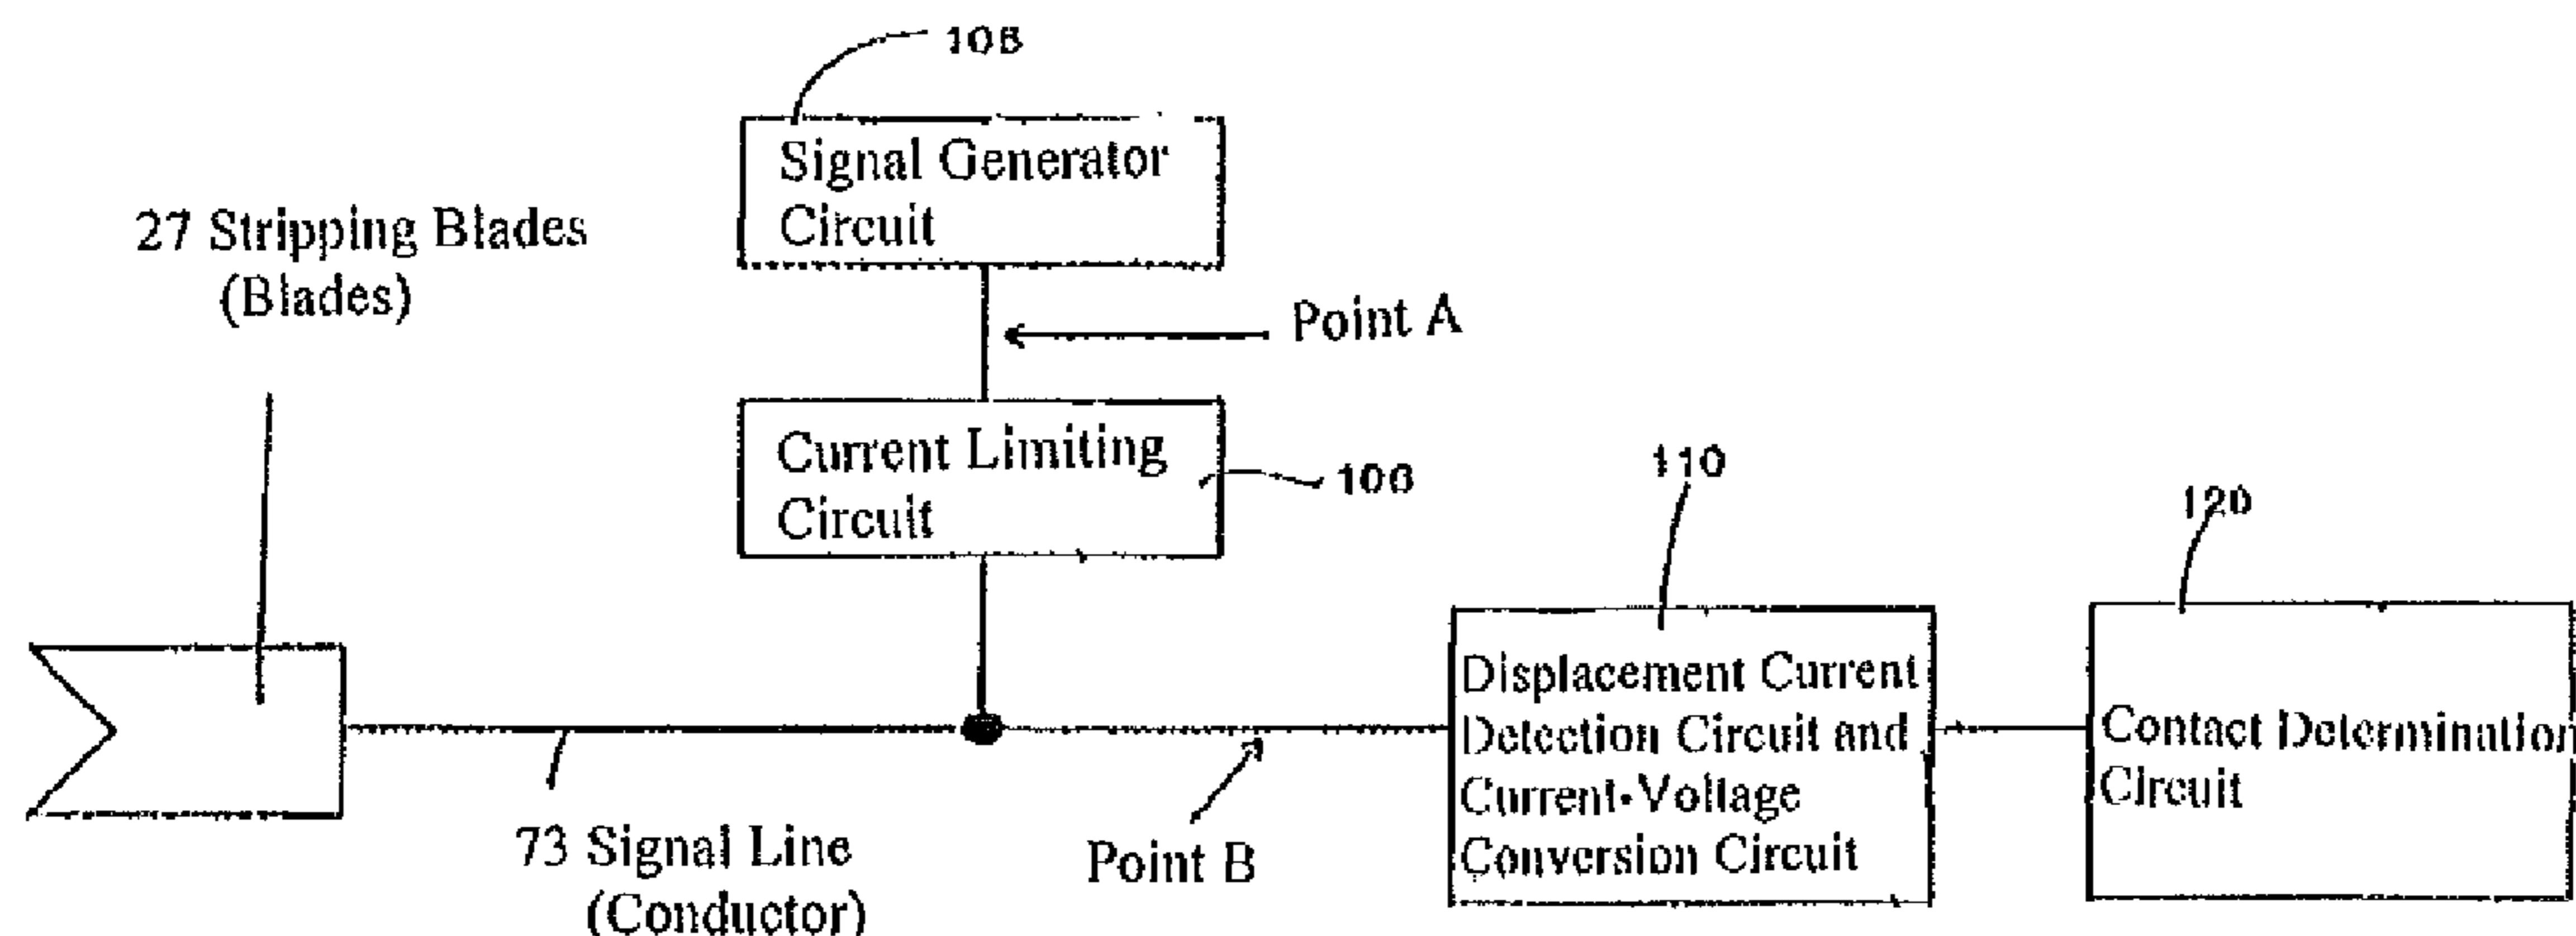 Signal Generator
Circuit
27 Stripping Blades
(Blades)
Point A
Current Limiting
Circuit
106
110
120
Displacement Current
Detection Circuit and
Current-Voltage
Conversion Circuit
Contact Determination
Circuit
73 Signal Line
(Conductor)
Point B